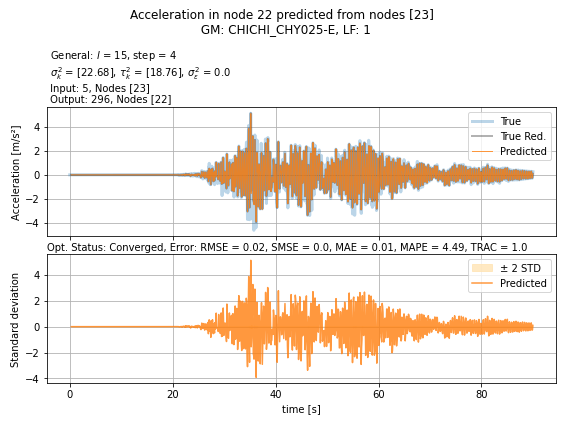 Acceleration in node 22 predicted from nodes [23]
GM: CHICHI_CHY025-E, LF: 1
General: l = 15, step = 4
σ²ₖ = [22.68], τ²ₖ = [18.76], σ²ε = 0.0
Input: 5, Nodes [23]
Output: 296, Nodes [22]
Acceleration [m/s²]
4
2
0
−2
−4
True
True Red.
Predicted
Opt. Status: Converged, Error: RMSE = 0.02, SMSE = 0.0, MAE = 0.01, MAPE = 4.49, TRAC = 1.0
Standard deviation
4
2
0
−2
−4
± 2 STD
Predicted
0 20 40 60 80
time [s]